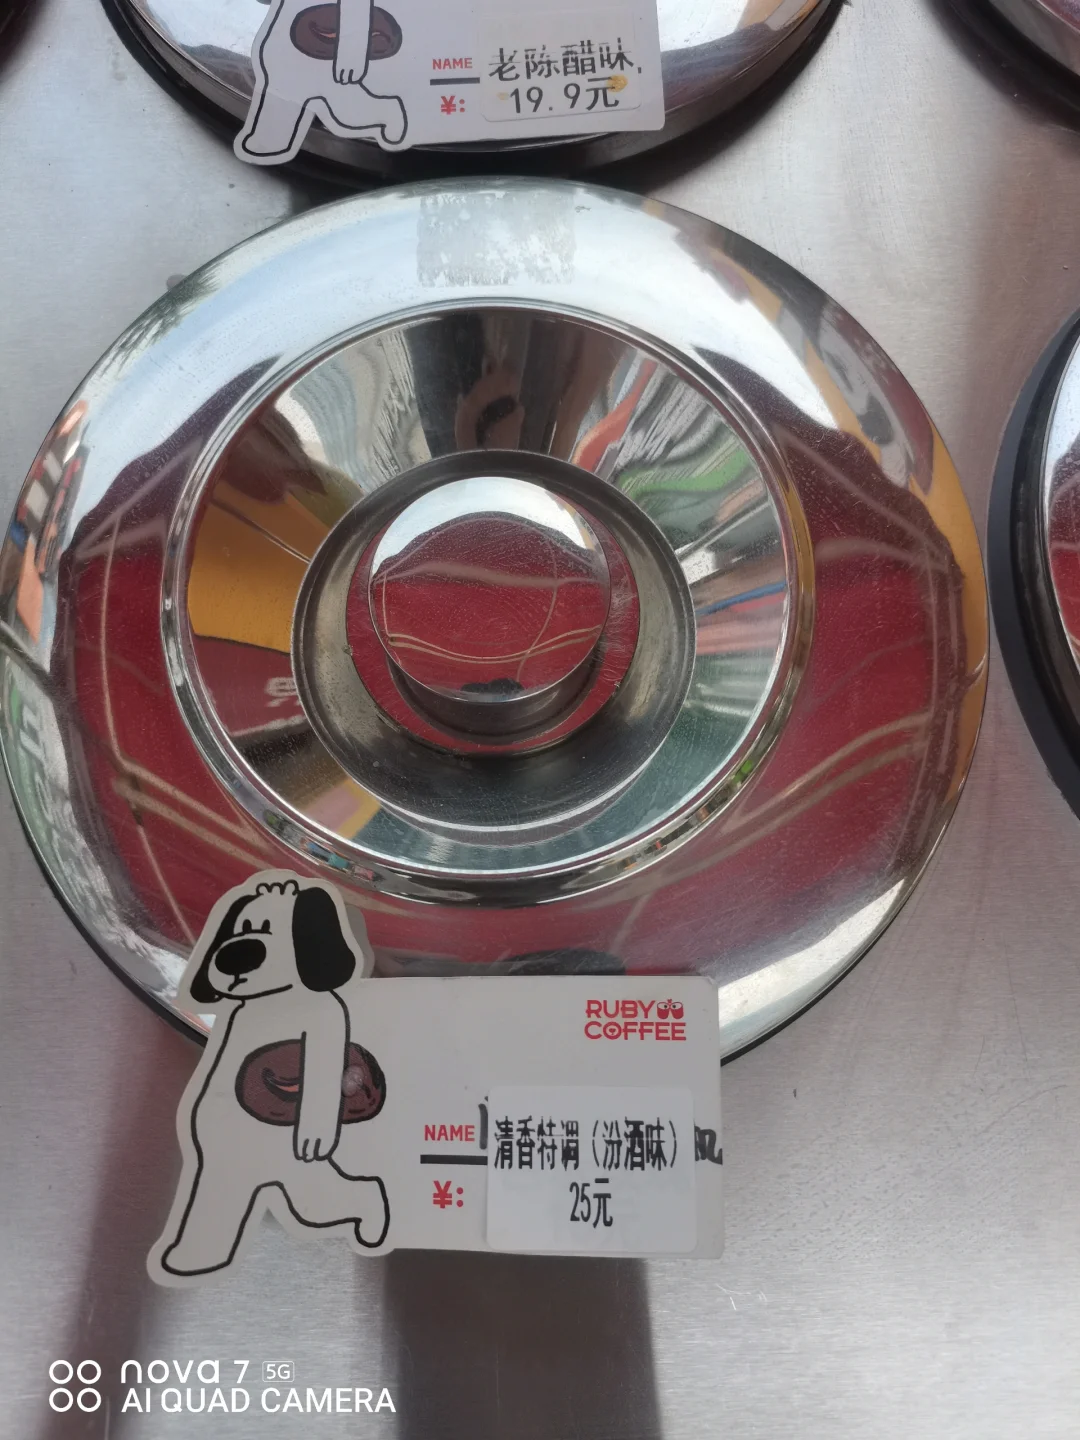 NAME 老陈醋味,
¥: 19.9元
RUBY
COFFEE
NAME 清香特调（汾酒味）
¥: 25元
nova 7 5G
AI QUAD CAMERA